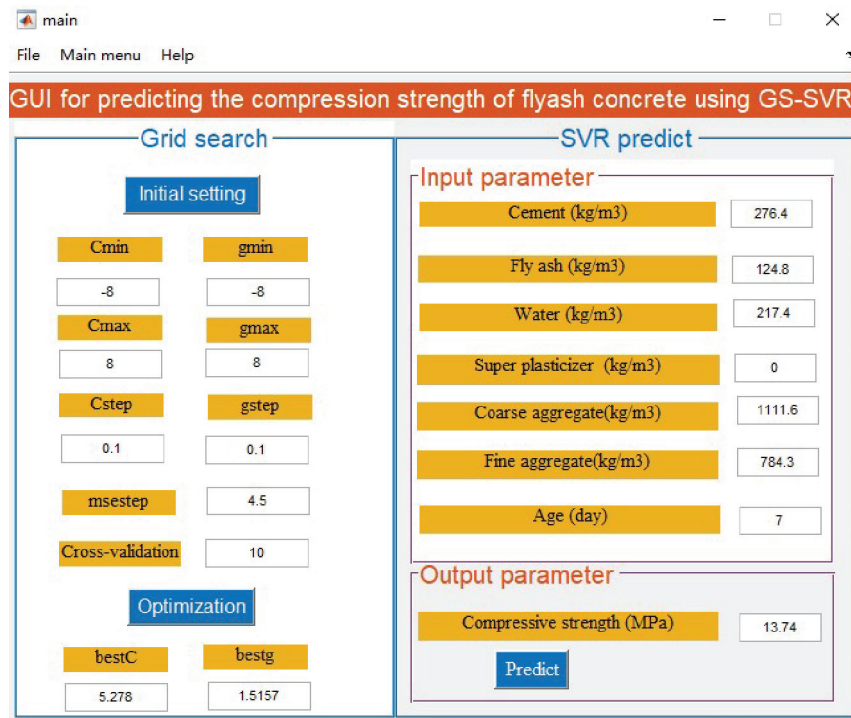 main
File Main menu Help
GUI for predicting the compression strength of flyash concrete using GS-SVR
Grid search
Initial setting
Cmin gmin
-8 -8
Cmax gmax
8 8
Cstep gstep
0.1 0.1
msestep 4.5
Cross-validation 10
Optimization
bestC bestg
5.278 1.5157
SVR predict
Input parameter
Cement (kg/m3) 276.4
Fly ash (kg/m3) 124.8
Water (kg/m3) 217.4
Super plasticizer (kg/m3) 0
Coarse aggregate(kg/m3) 1111.6
Fine aggregate(kg/m3) 784.3
Age (day) 7
Output parameter
Compressive strength (MPa) 13.74
Predict